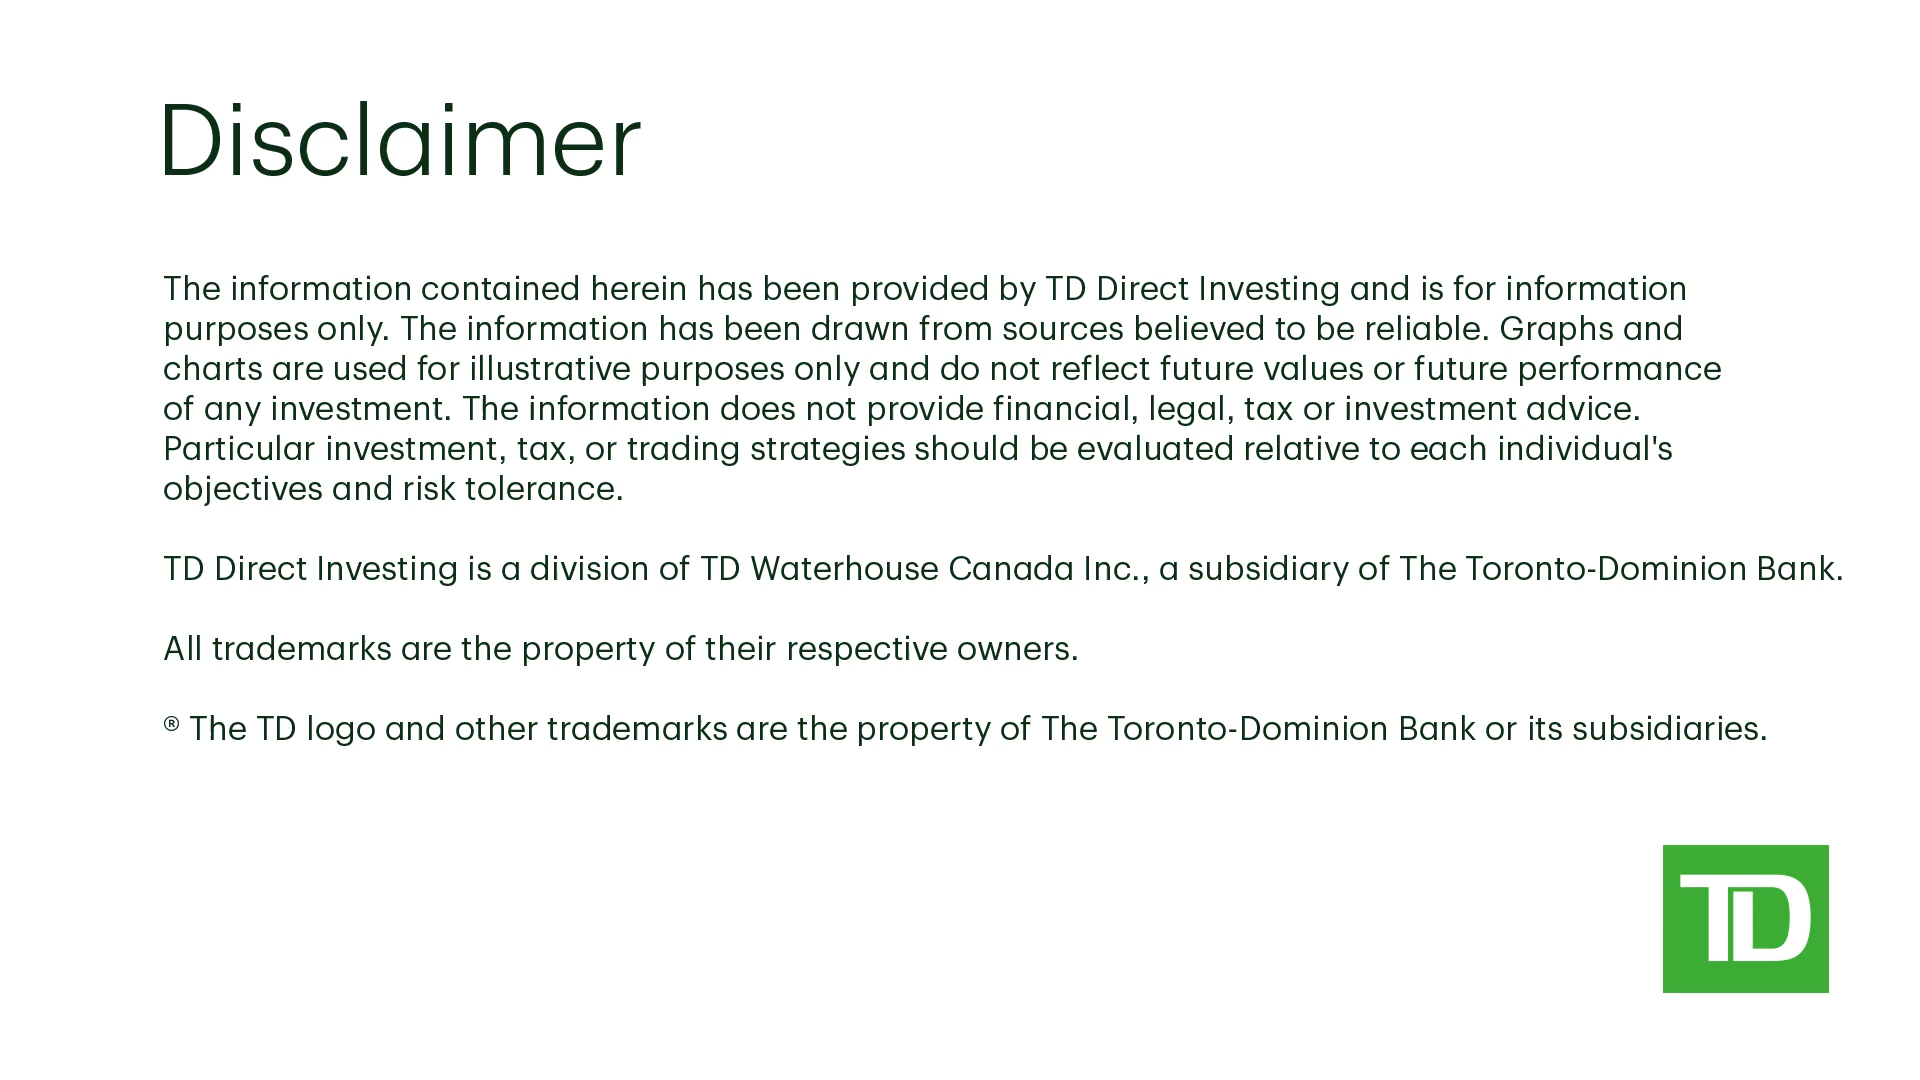 Disclaimer
The information contained herein has been provided by TD Direct Investing and is for information
purposes only. The information has been drawn from sources believed to be reliable. Graphs and
charts are used for illustrative purposes only and do not reflect future values or future performance
of any investment. The information does not provide financial, legal, tax or investment advice.
Particular investment, tax, or trading strategies should be evaluated relative to each individual's
objectives and risk tolerance.
TD Direct Investing is a division of TD Waterhouse Canada Inc., a subsidiary of The Toronto-Dominion Bank.
All trademarks are the property of their respective owners.
® The TD logo and other trademarks are the property of The Toronto-Dominion Bank or its subsidiaries.
TD